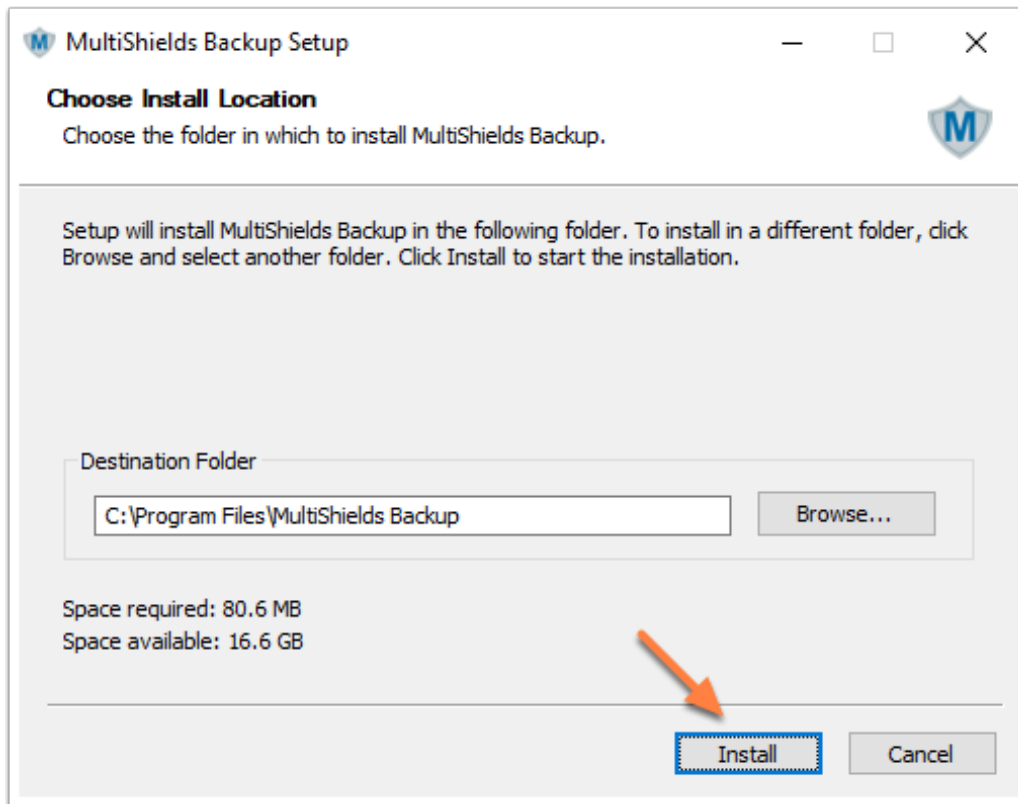 M MultiShields Backup Setup
Choose Install Location
Choose the folder in which to install MultiShields Backup.
M
Setup will install MultiShields Backup in the following folder. To install in a different folder, click
Browse and select another folder. Click Install to start the installation.
Destination Folder
C:\Program Files\MultiShields Backup
Browse...
Space required: 80.6 MB
Space available: 16.6 GB
Install
Cancel